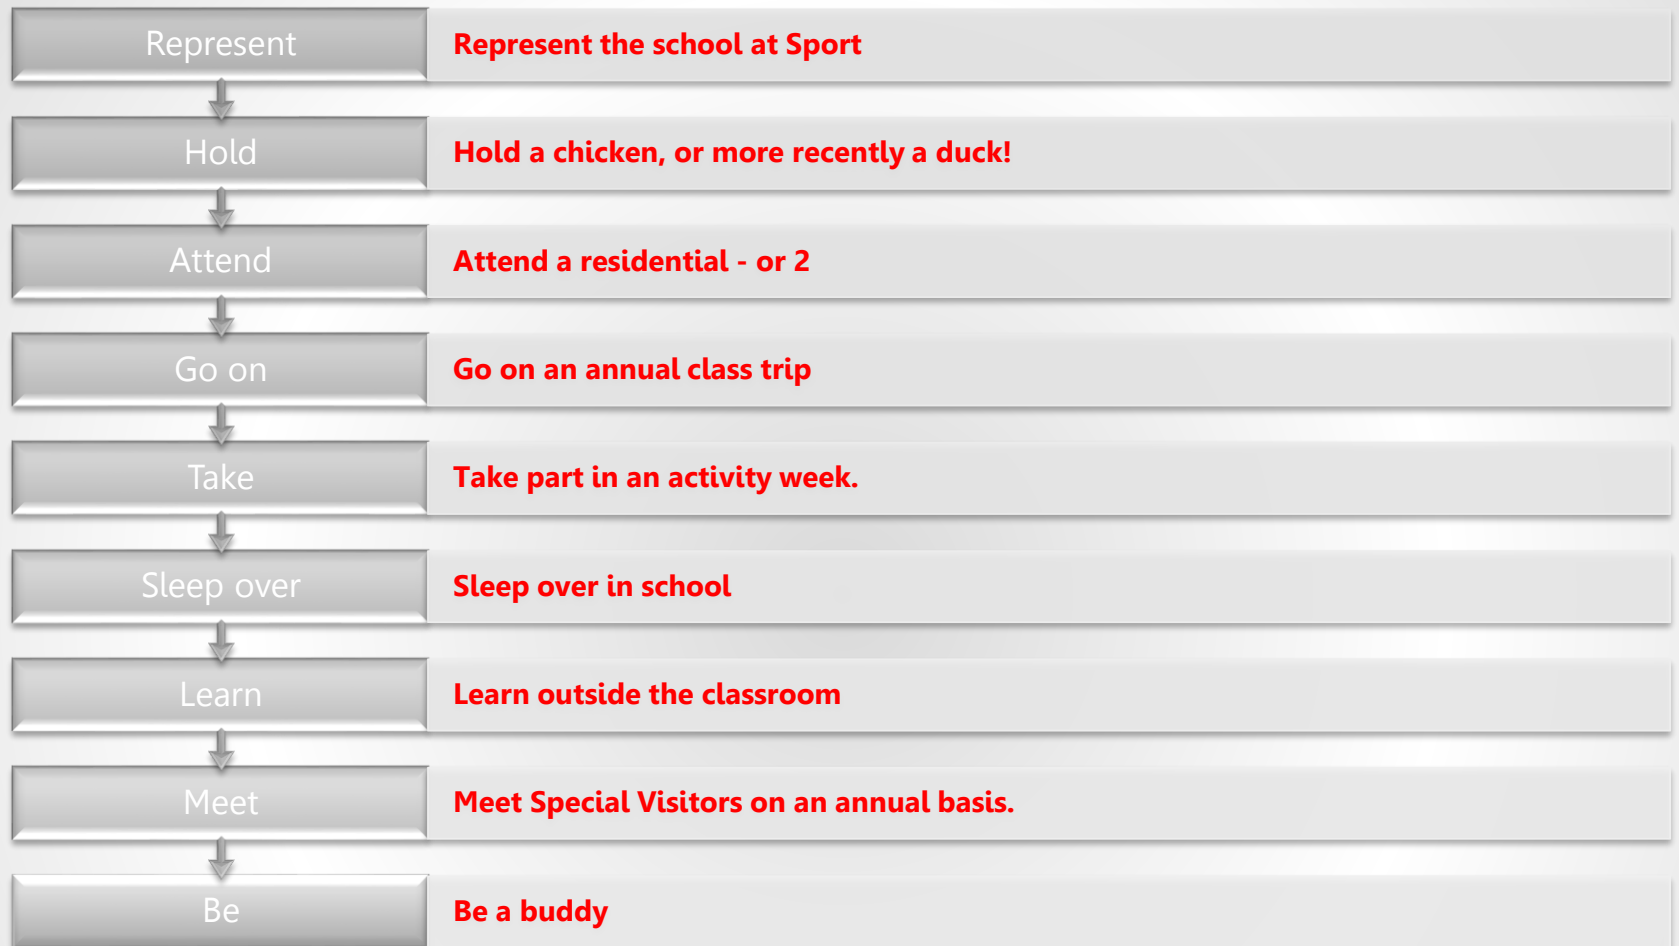 Represent
Represent the school at Sport
Hold
Hold a chicken, or more recently a duck!
Attend
Attend a residential - or 2
Go on
Go on an annual class trip
Take
Take part in an activity week.
Sleep over
Sleep over in school
Learn
Learn outside the classroom
Meet
Meet Special Visitors on an annual basis.
Be
Be a buddy